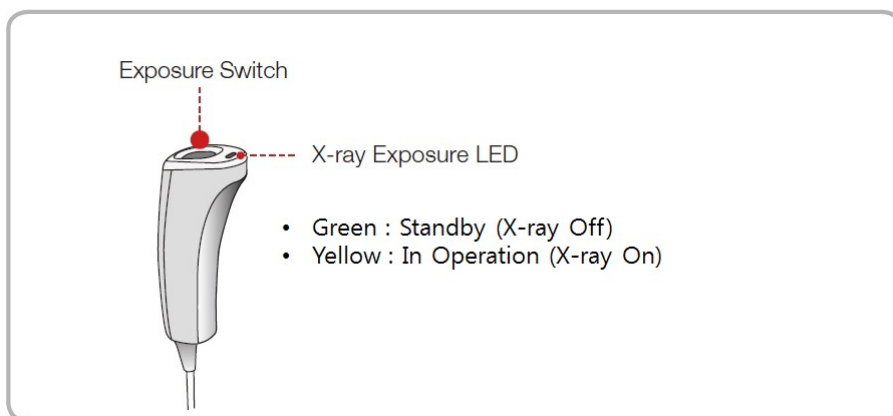 Exposure Switch
X-ray Exposure LED
• Green : Standby (X-ray Off)
• Yellow : In Operation (X-ray On)